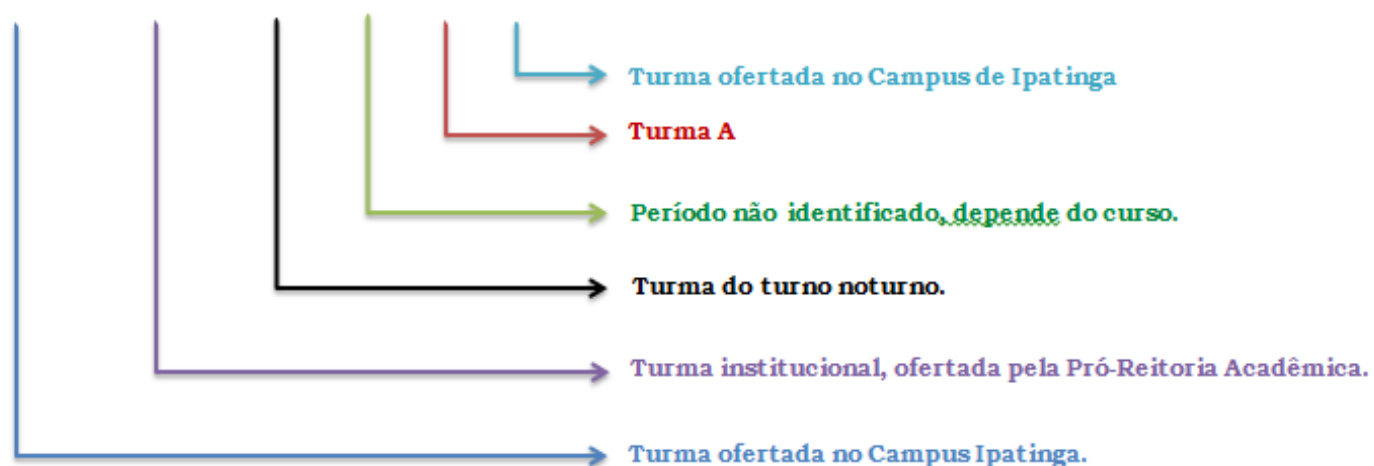 Turma ofertada no Campus de Ipatinga
Turma A
Período não identificado, depende do curso.
Turma do turno noturno.
Turma institucional, ofertada pela Pró-Reitoria Acadêmica.
Turma ofertada no Campus Ipatinga.